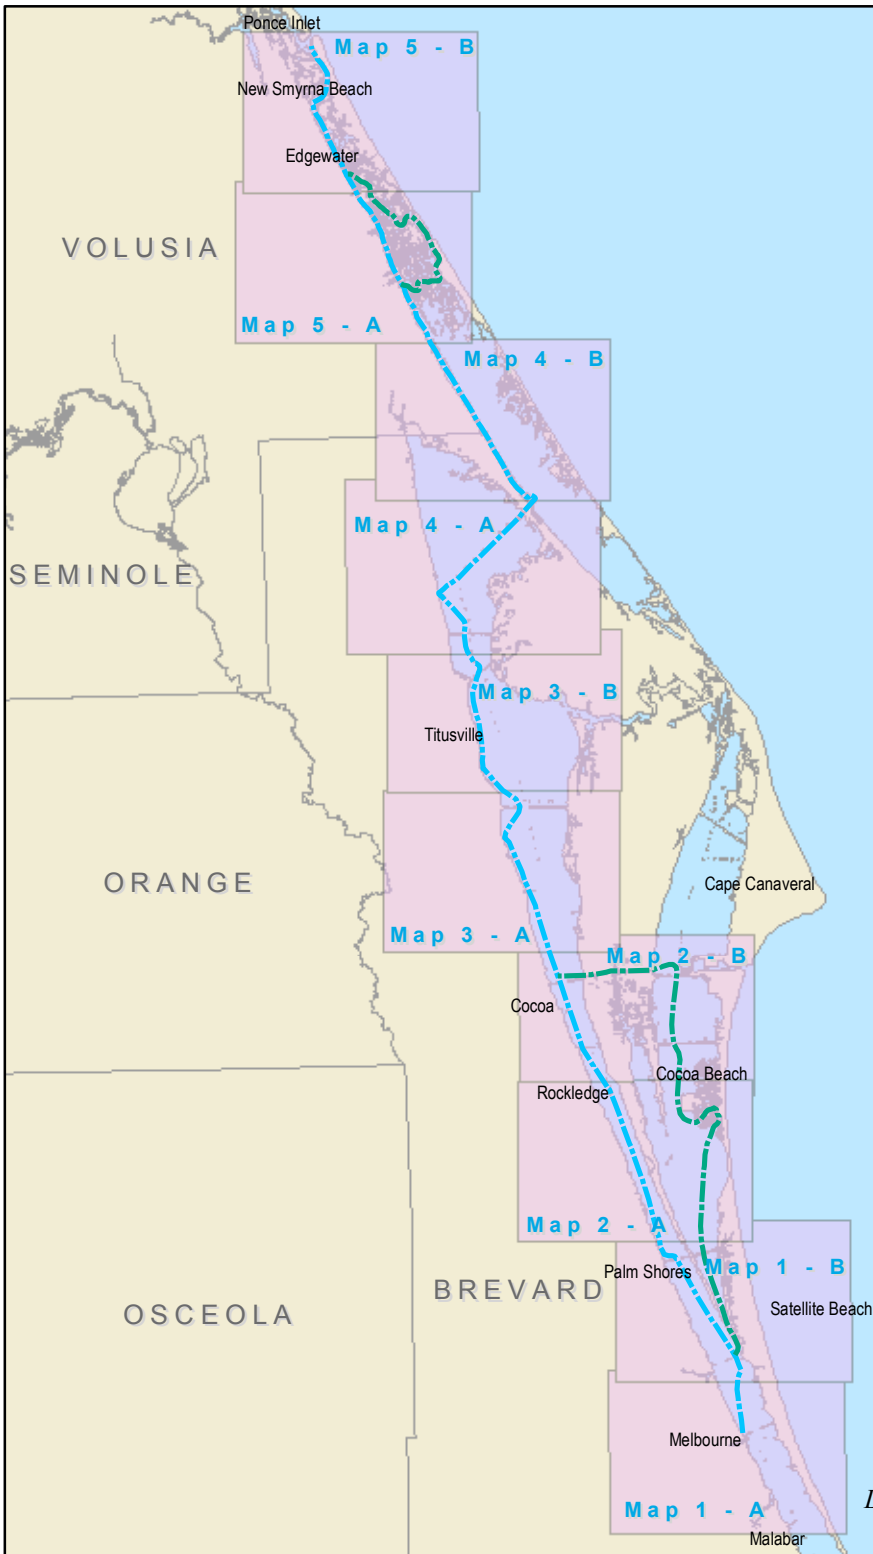 Ponce Inlet
Map 5 - B
New Smyrna Beach
Edgewater
VOLUSIA
Map 5 - A
Map 4 - B
Map 4 - A
SEMINOLE
Map 3 - B
Titusville
ORANGE
Cape Canaveral
Map 3 - A
Map 2 - B
Cocoa
Cocoa Beach
Rockledge
Map 2 - A
Palm Shores
Map 1 - B
BREVARD
Satellite Beach
OSCEOLA
Melbourne
Map 1 - A
Malabar